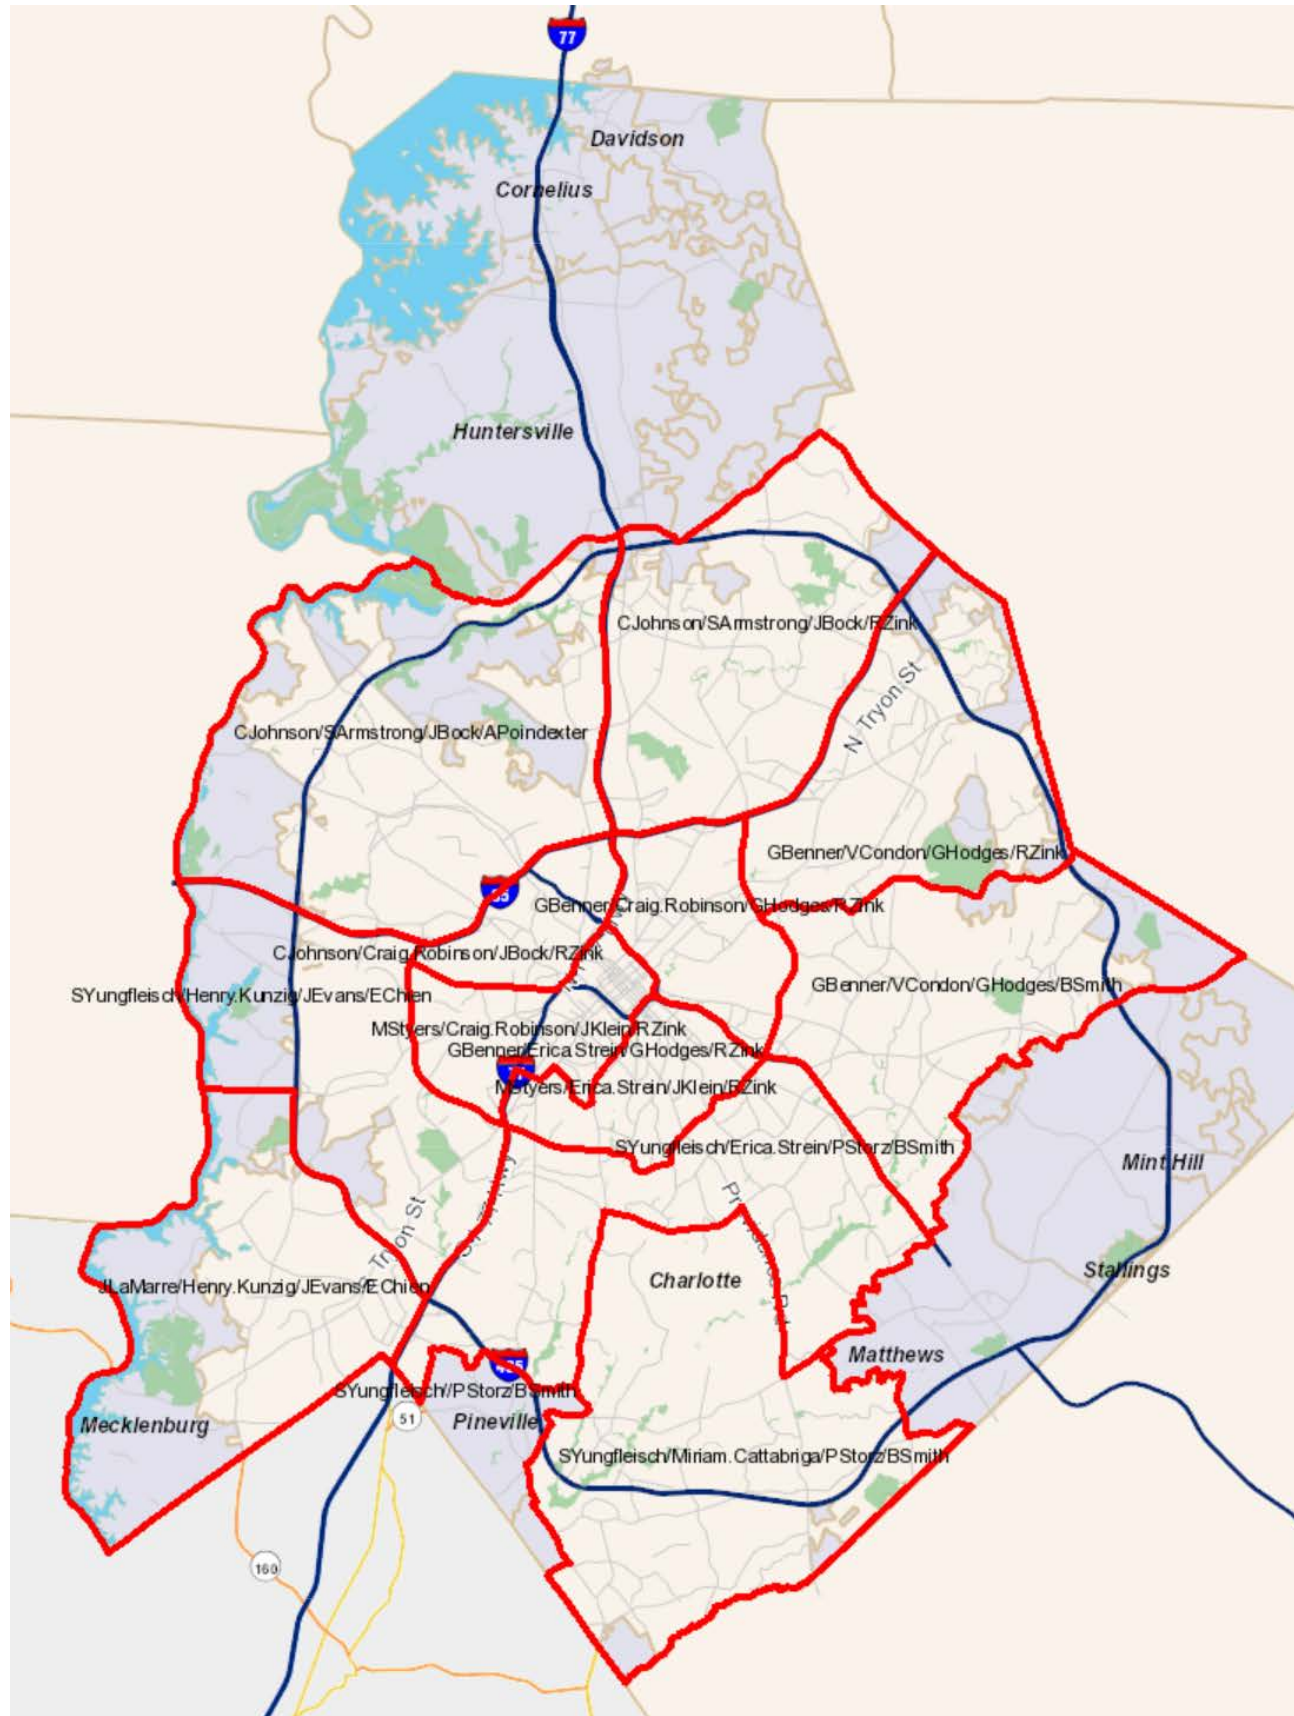 77
Davidson
Cornelius
Huntersville
CJohnson/SArmstrong/JBock/RZink
N Tryon St
CJohnson/SArmstrong/JBock/APoindexter
GBenner/VCondon/GHodges/RZink
GBenner/Craig.Robinson/GHodges/RZink
CJohnson/Craig.Robinson/JBock/RZink
GBenner/VCondon/GHodges/BSmith
SYungfleisch/Henry.Kunzig/JEvans/EChien
MStyers/Craig.Robinson/JKlein/RZink
GBenner/Erica.Strein/GHodges/RZink
MStyers/Erica.Strein/JKlein/RZink
SYungfleisch/Erica.Strein/PStorz/BSmith
Mint Hill
Tryon St
Providence Rd
Charlotte
Stallings
JLaMarre/Henry.Kunzig/JEvans/EChien
Matthews
SYungfleisch//PStorz/BSmith
51
Pineville
Mecklenburg
SYungfleisch/Miriam.Cattabriga/PStorz/BSmith
160